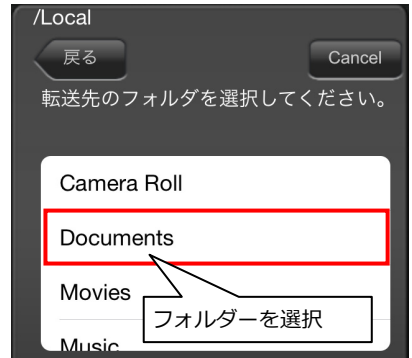 /Local
戻る
Cancel
転送先のフォルダを選択してください。
Camera Roll
Documents
Movies
フォルダーを選択
Music